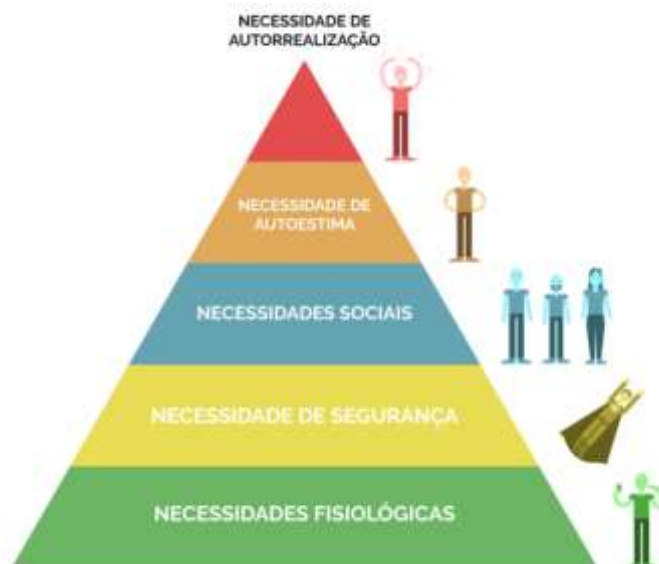 NECESSIDADE DE
AUTORREALIZAÇÃO
NECESSIDADE DE
AUTOESTIMA
NECESSIDADES SOCIAIS
NECESSIDADE DE SEGURANÇA
NECESSIDADES FISIOLÓGICAS